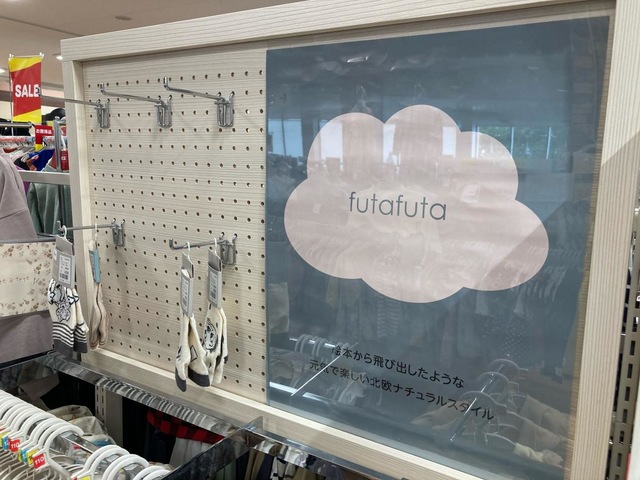 SALE
futafuta
絵本から飛び出したような
元気で楽しい北欧ナチュラルスタイル
110